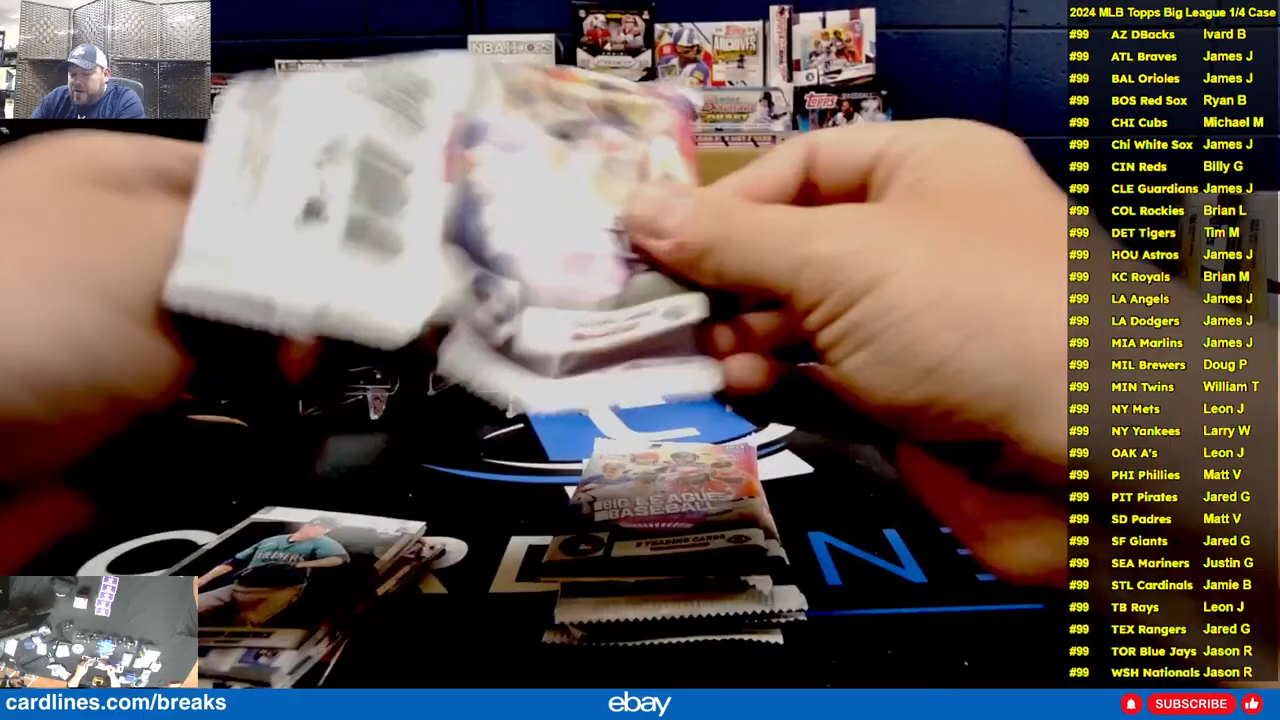 2024 MLB Topps Big League 1/4 Case
#99 AZ DBacks Ivard B
#99 ATL Braves James J
#99 BAL Orioles James J
#99 BOS Red Sox Ryan B
#99 CHI Cubs Michael M
#99 Chi White Sox James J
#99 CIN Reds Billy G
#99 CLE Guardians James J
#99 COL Rockies Brian L
#99 DET Tigers Tim M
#99 HOU Astros James J
#99 KC Royals Brian M
#99 LA Angels James J
#99 LA Dodgers James J
#99 MIA Marlins James J
#99 MIL Brewers Doug P
#99 MIN Twins William T
#99 NY Mets Leon J
#99 NY Yankees Larry W
#99 OAK A's Leon J
#99 PHI Phillies Matt V
#99 PIT Pirates Jared G
#99 SD Padres Matt V
#99 SF Giants Jared G
#99 SEA Mariners Justin G
#99 STL Cardinals Jamie B
#99 TB Rays Leon J
#99 TEX Rangers Jared G
#99 TOR Blue Jays Jason R
#99 WSH Nationals Jason R
NBA HOOPS
ARCHIVES
Bowman
DRAFT
TOPPS
BIG LEAGUE
BASEBALL
TRADING CARDS
MARINERS
cardlines.com/breaks
ebay
SUBSCRIBE